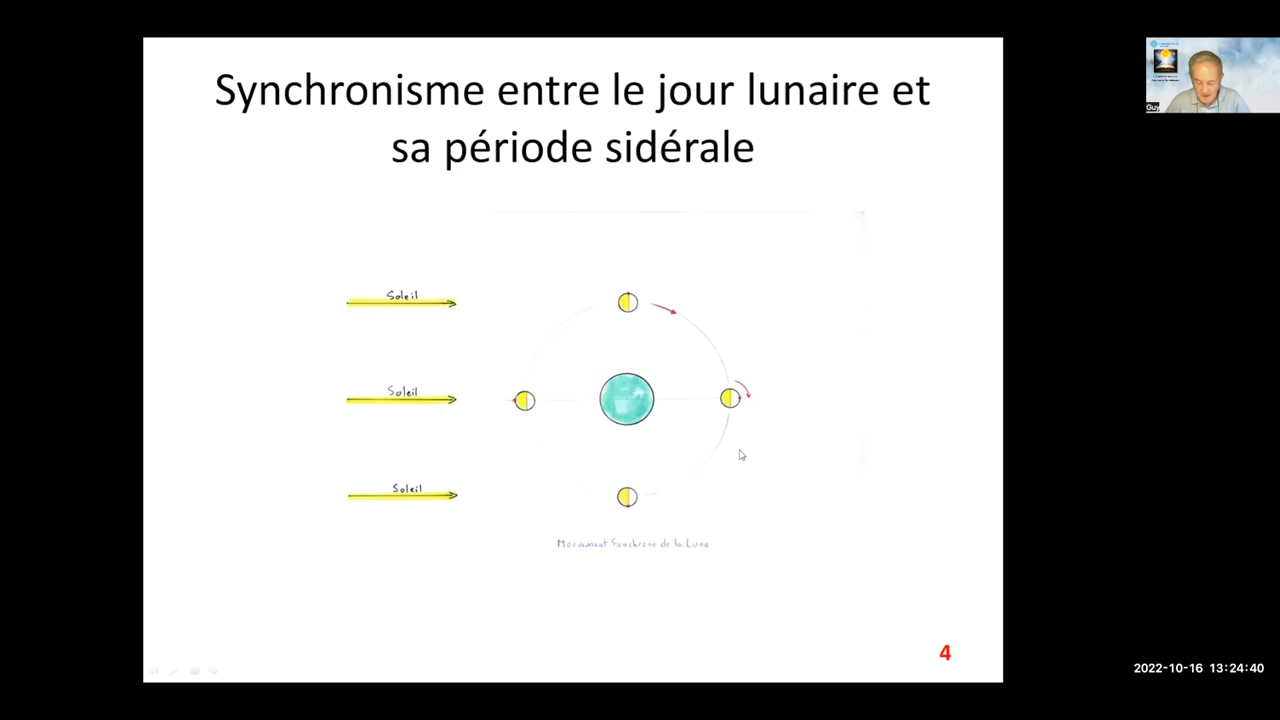 Synchronisme entre le jour lunaire et
sa période sidérale
Soleil
Soleil
Soleil
Mouvement Synchrone de la Lune
4
Guy
2022-10-16 13:24:40